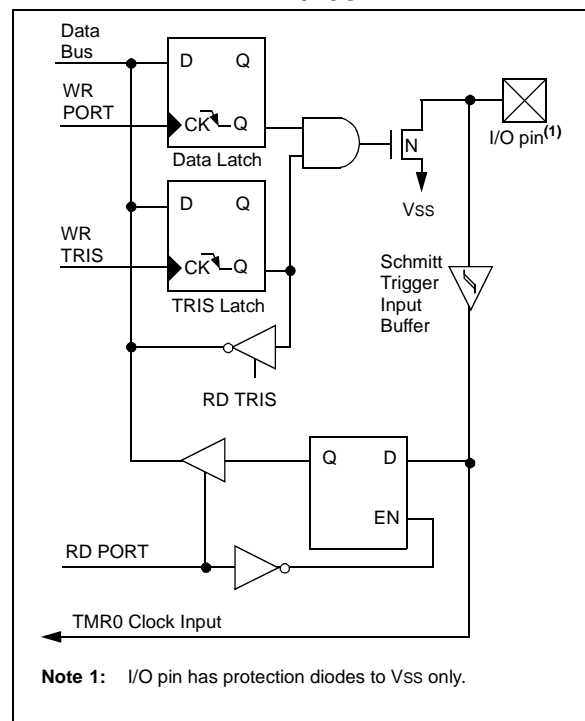 Data
Bus
D Q
WR
PORT
CK Q
Data Latch
N
I/O pin(1)
VSS
D Q
WR
TRIS
CK Q
TRIS Latch
Schmitt
Trigger
Input
Buffer
RD TRIS
Q D
EN
RD PORT
TMR0 Clock Input
Note 1: I/O pin has protection diodes to VSS only.